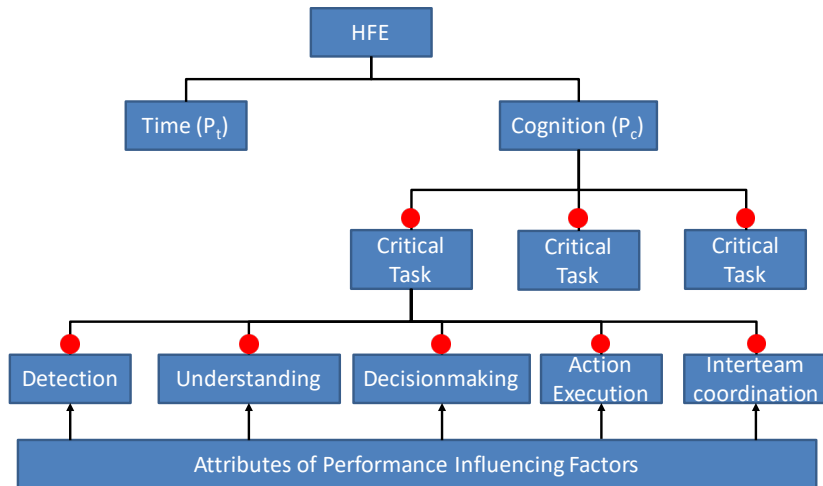 HFE
Time (Pt)
Cognition (Pc)
Critical
Task
Critical
Task
Critical
Task
Detection
Understanding
Decisionmaking
Action
Execution
Interteam
coordination
Attributes of Performance Influencing Factors